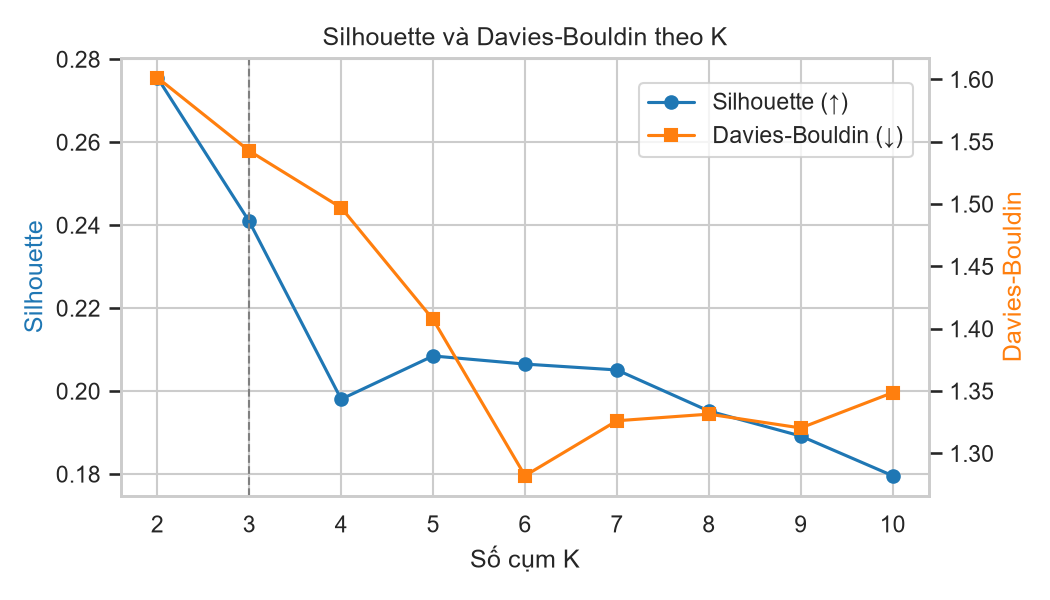 Silhouette và Davies-Bouldin theo K
Silhouette (↑)
Davies-Bouldin (↓)
0.28
0.26
0.24
0.22
0.20
0.18
Silhouette
1.60
1.55
1.50
1.45
1.40
1.35
1.30
Davies-Bouldin
2 3 4 5 6 7 8 9 10
Số cụm K